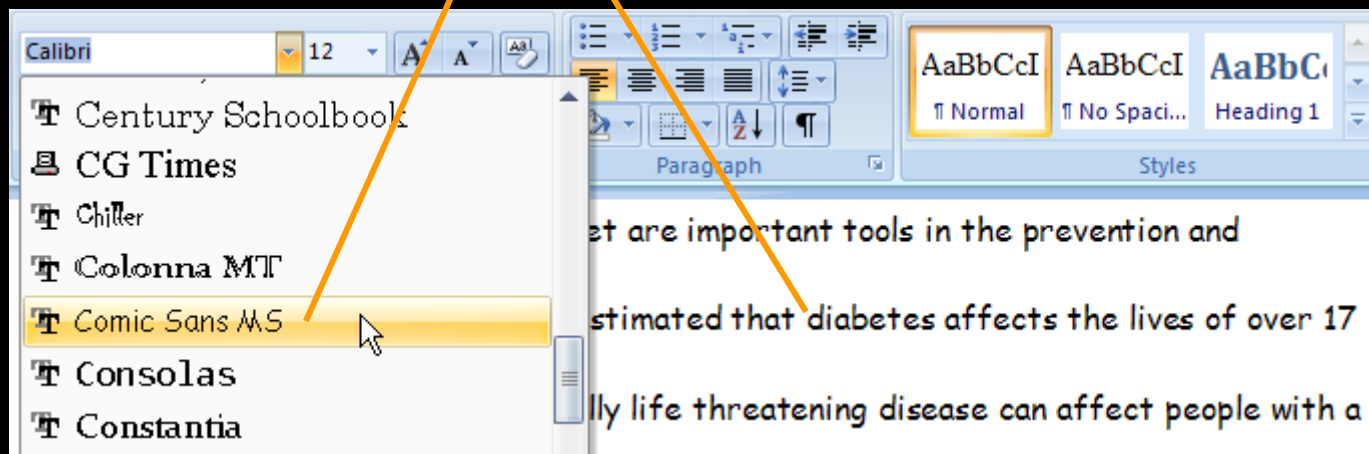 Calibri 12
AaBbCcI AaBbCcI AaBbC
¶ Normal ¶ No Spaci... Heading 1
Paragraph Styles
Century Schoolbook
CG Times
Chiller
Colonna MT
Comic Sans MS
Consolas
Constantia
et are important tools in the prevention and
stimated that diabetes affects the lives of over 17
lly life threatening disease can affect people with a